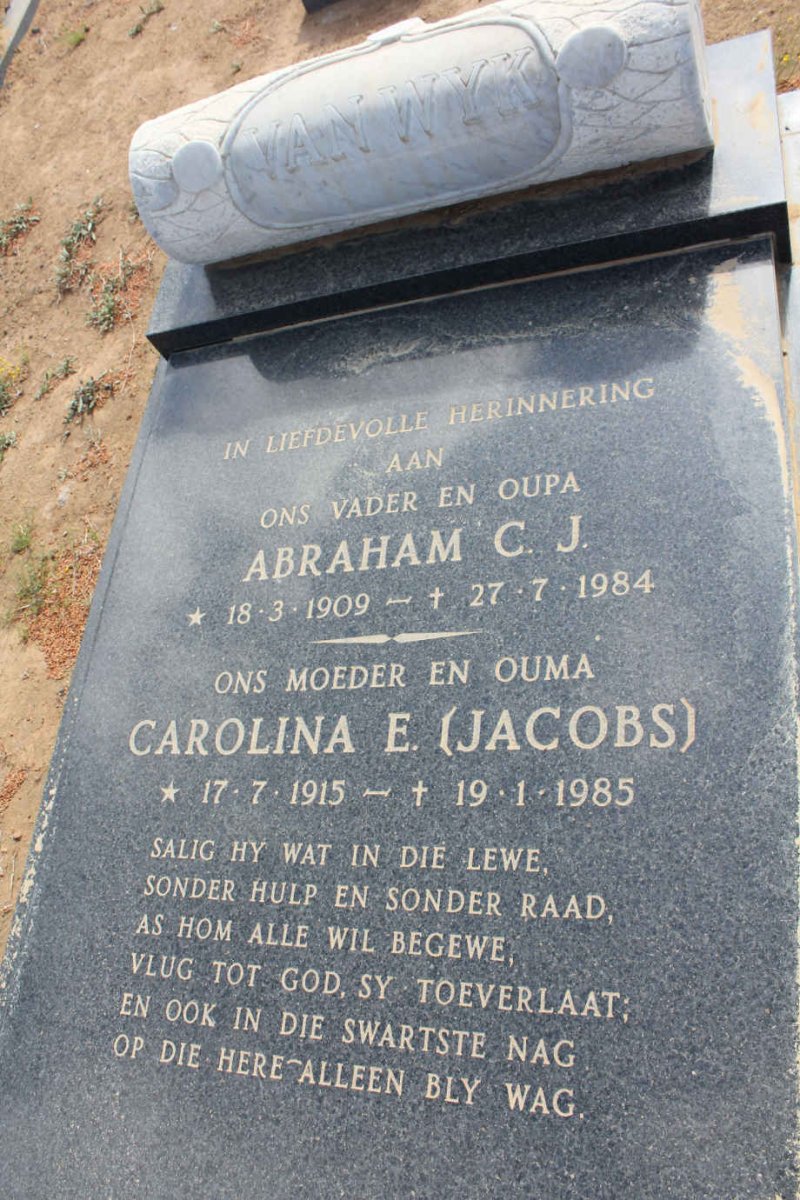 VAN WYK
IN LIEFDEVOLLE HERINNERING
AAN
ONS VADER EN OUPA
ABRAHAM C. J.
★ 18·3·1909 – † 27·7·1984
ONS MOEDER EN OUMA
CAROLINA E. (JACOBS)
★ 17·7·1915 – † 19·1·1985
SALIG HY WAT IN DIE LEWE,
SONDER HULP EN SONDER RAAD,
AS HOM ALLE WIL BEGEWE,
VLUG TOT GOD, SY TOEVERLAAT;
EN OOK IN DIE SWARTSTE NAG
OP DIE HERE ALLEEN BLY WAG.